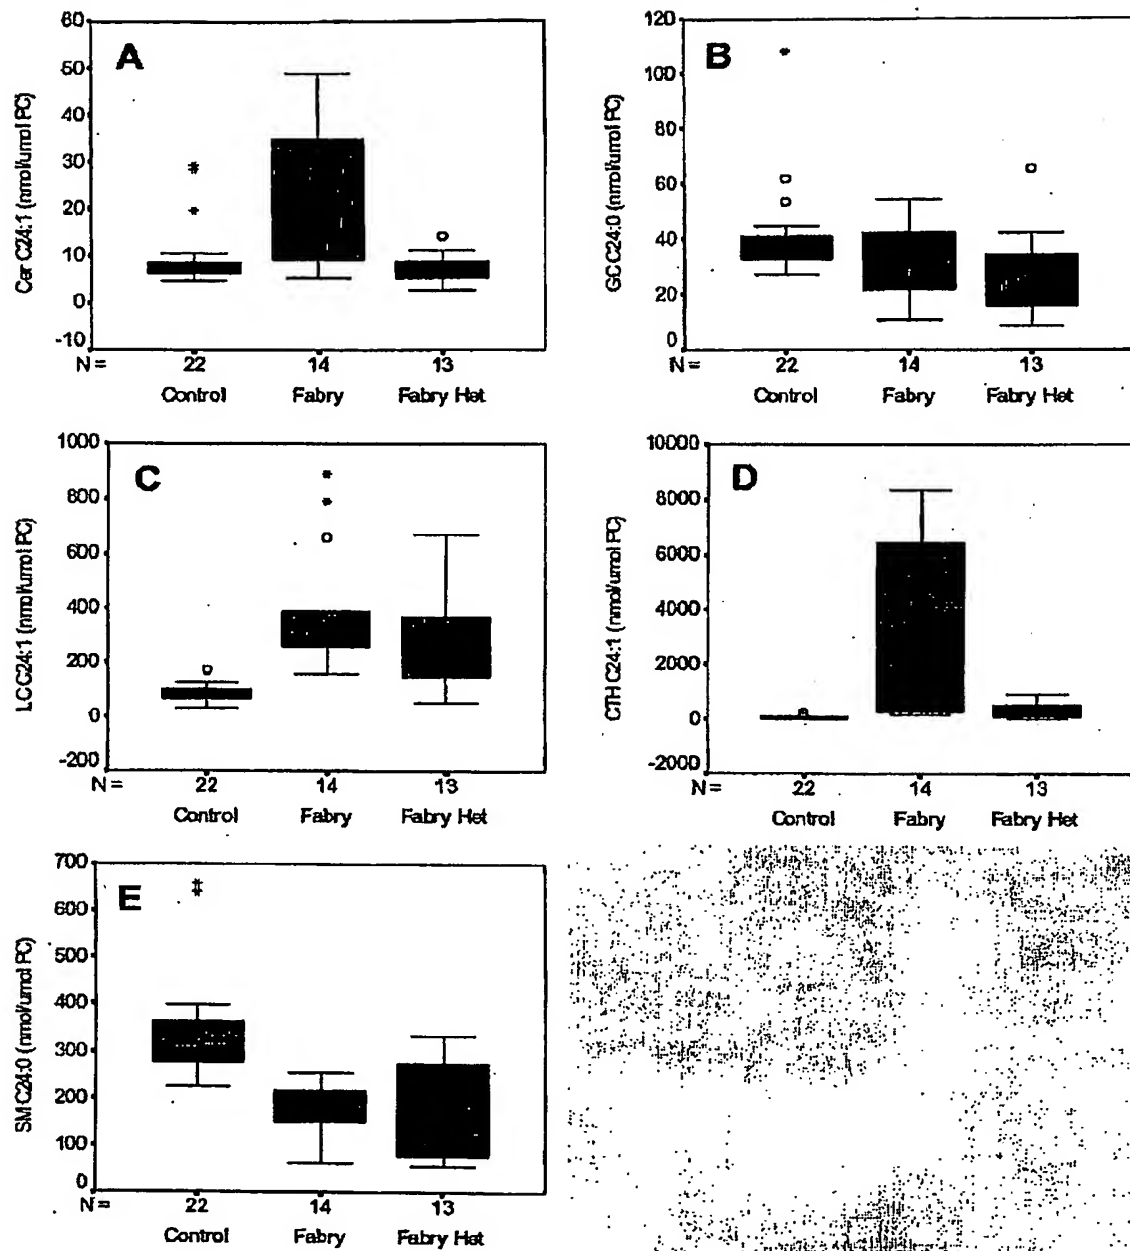 A
Cer C24:1 (nmol/umol PC)
60
50
40
30
20
10
0
-10
N = 22 14 13
Control Fabry Fabry Het
B
GC C24:0 (nmol/umol PC)
120
100
80
60
40
20
0
N = 22 14 13
Control Fabry Fabry Het
C
LC C24:1 (nmol/umol PC)
1000
800
600
400
200
0
-200
N = 22 14 13
Control Fabry Fabry Het
D
CTH C24:1 (nmol/umol PC)
10000
8000
6000
4000
2000
0
-2000
N = 22 14 13
Control Fabry Fabry Het
E
SM C24:0 (nmol/umol PC)
700
600
500
400
300
200
100
0
N = 22 14 13
Control Fabry Fabry Het